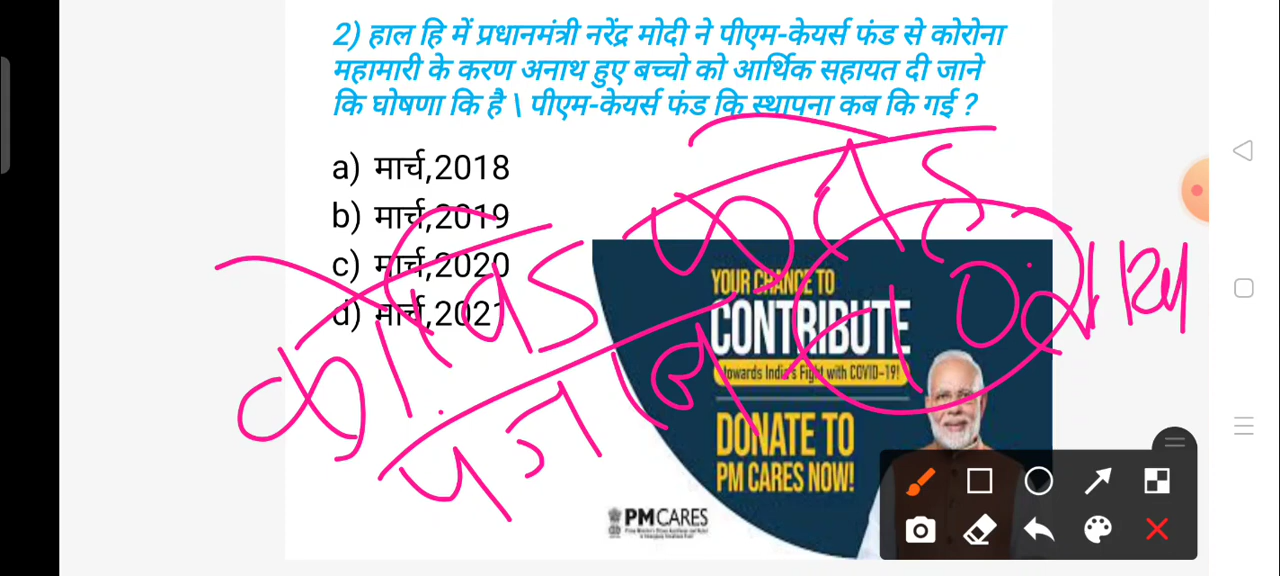 2) हाल हि में प्रधानमंत्री नरेंद्र मोदी ने पीएम-केयर्स फंड से कोरोना
महामारी के करण अनाथ हुए बच्चो को आर्थिक सहायत दी जाने
कि घोषणा कि है \ पीएम-केयर्स फंड कि स्थापना कब कि गई ?
a) मार्च,2018
b) मार्च,2019
c) मार्च,2020
d) मार्च,2021
YOUR CHANCE TO
CONTRIBUTE
towards India's Fight with COVID-19!
DONATE TO
PM CARES NOW!
PM CARES